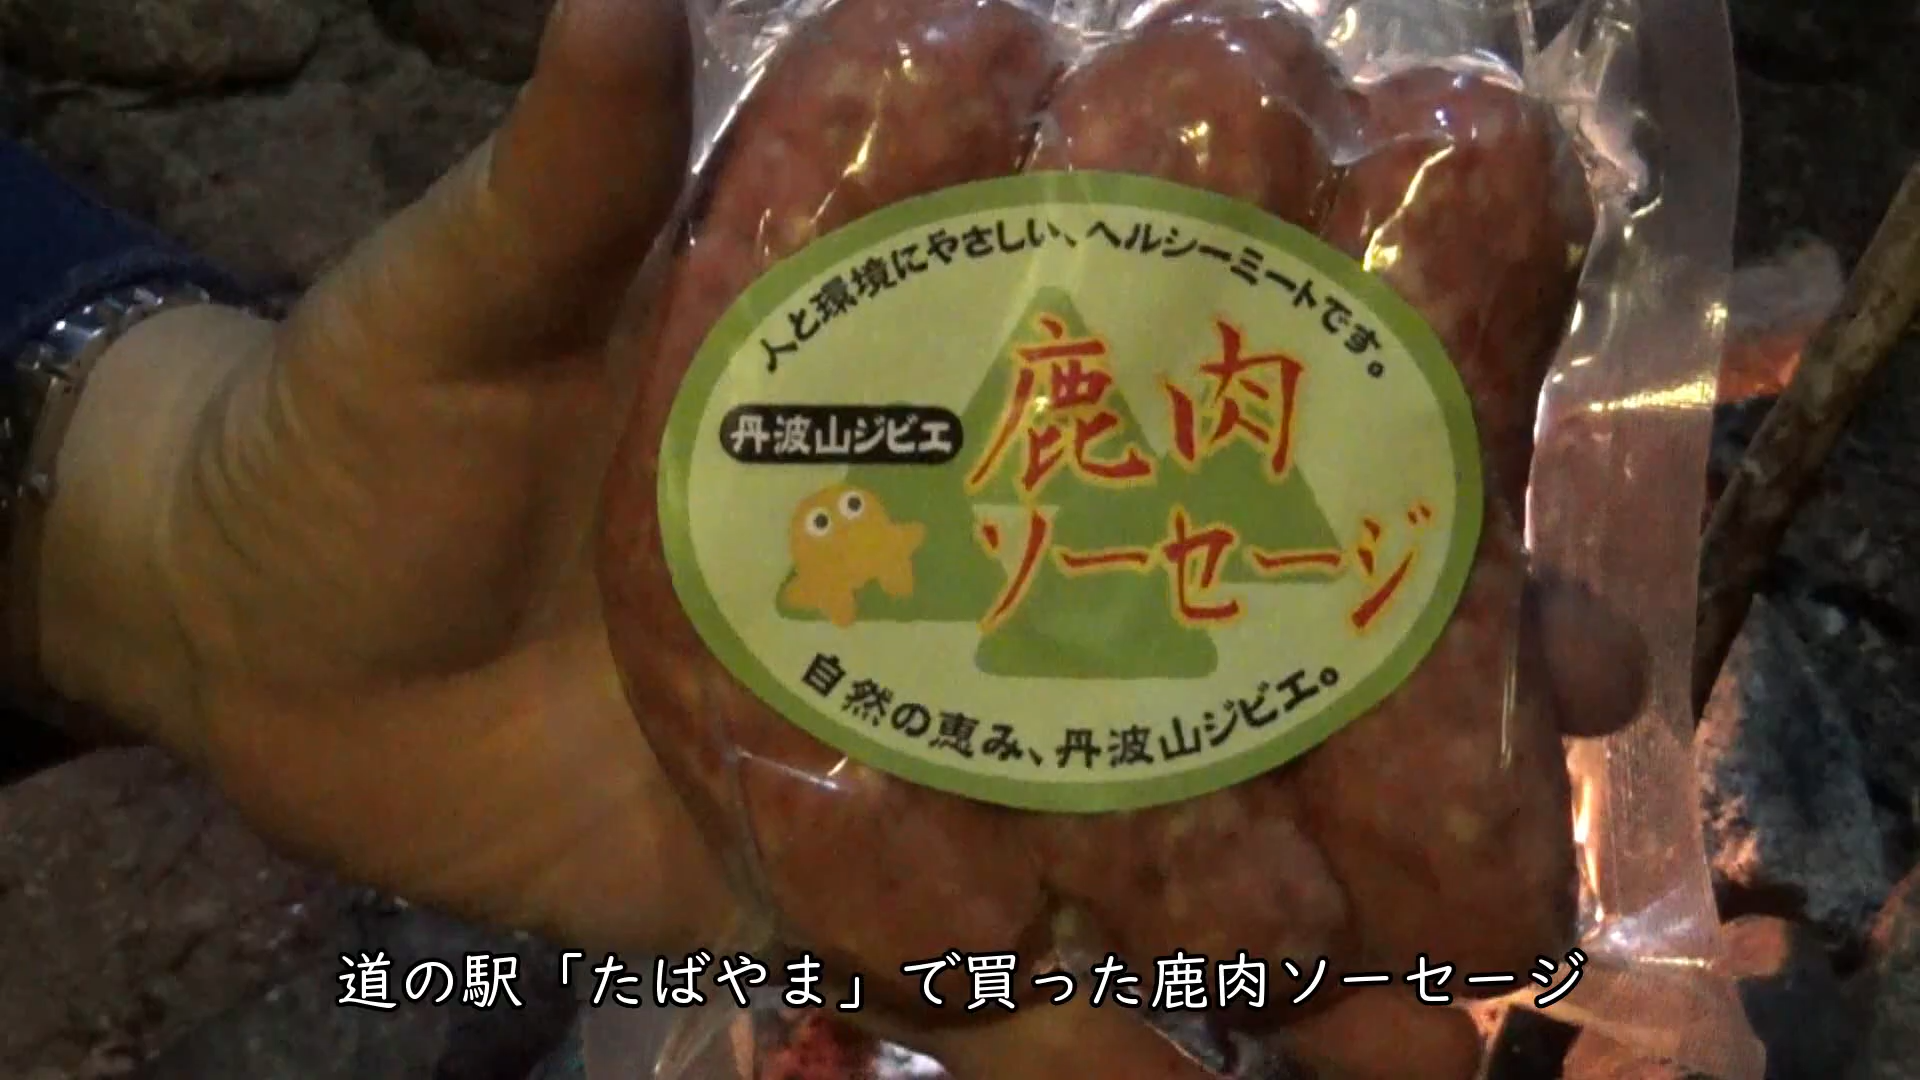 人と環境にやさしい、ヘルシーミートです。
丹波山ジビエ
鹿肉
ソーセージ
自然の恵み、丹波山ジビエ。
道の駅「たばやま」で買った鹿肉ソーセージ